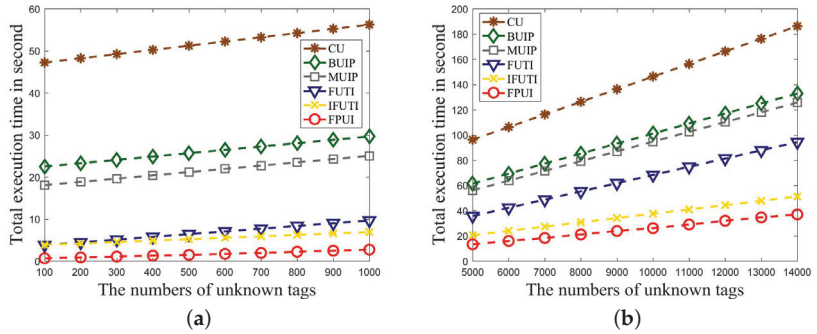 Total execution time in second
60
50
40
30
20
10
0
100 200 300 400 500 600 700 800 900 1000
The numbers of unknown tags
CU
BUIP
MUIP
FUTI
IFUTI
FPUI
(a)
Total execution time in second
200
180
160
140
120
100
80
60
40
20
0
5000 6000 7000 8000 9000 10000 11000 12000 13000 14000
The numbers of unknown tags
CU
BUIP
MUIP
FUTI
IFUTI
FPUI
(b)